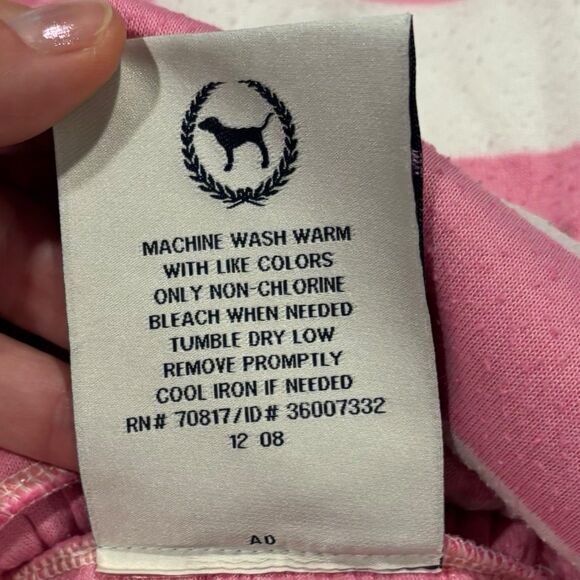 MACHINE WASH WARM
WITH LIKE COLORS
ONLY NON-CHLORINE
BLEACH WHEN NEEDED
TUMBLE DRY LOW
REMOVE PROMPTLY
COOL IRON IF NEEDED
RN# 70817/ID# 36007332
12 08
AO